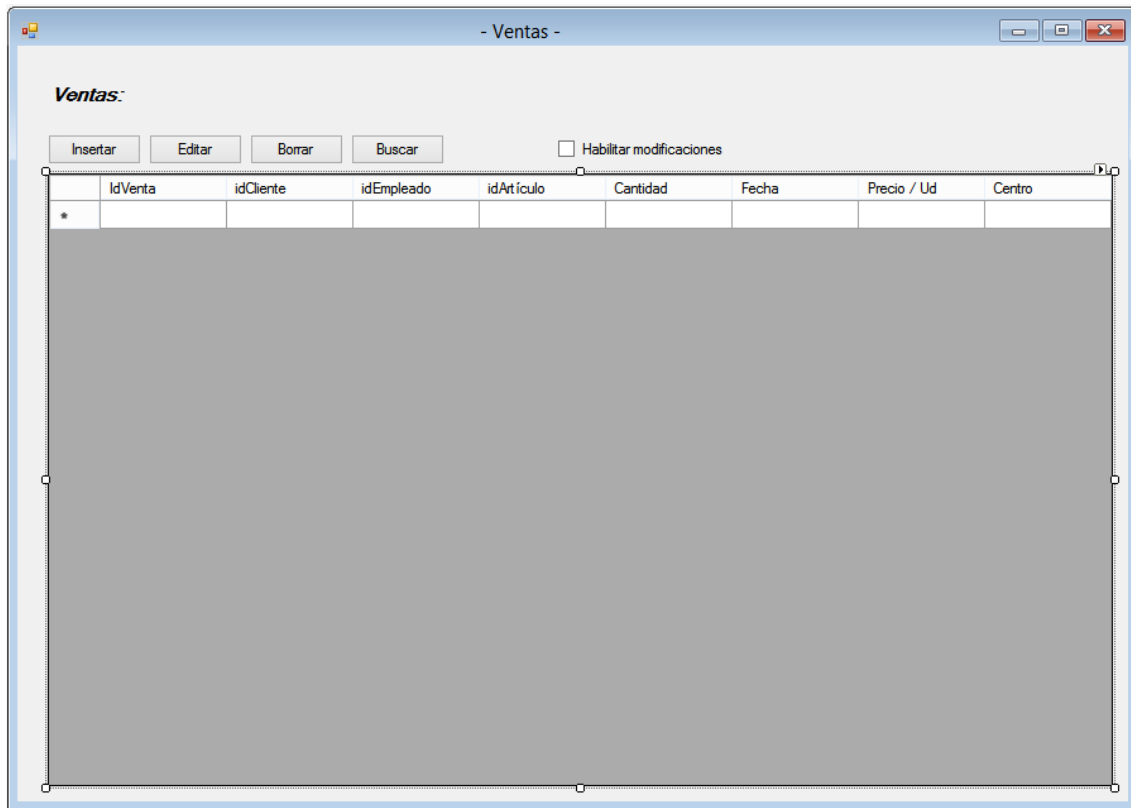 - Ventas -
Ventas:
Insertar Editar Borrar Buscar Habilitar modificaciones
IdVenta idCliente idEmpleado idArtículo Cantidad Fecha Precio / Ud Centro
*